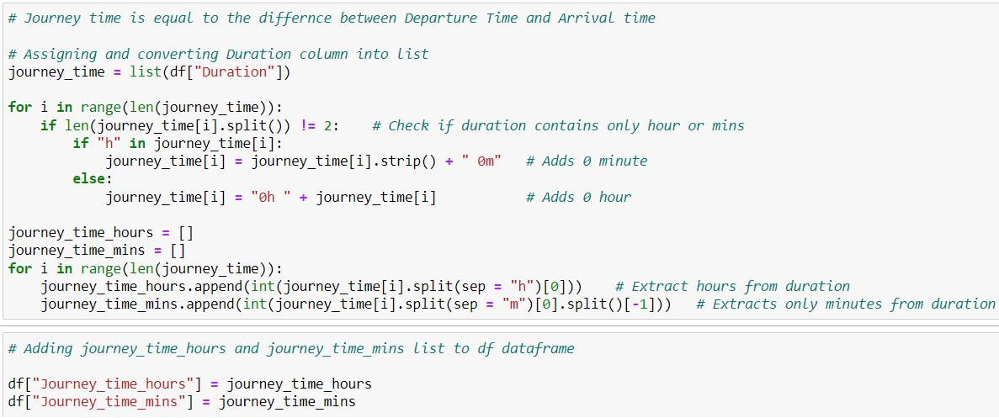 # Journey time is equal to the differnce between Departure Time and Arrival time

# Assigning and converting Duration column into list
journey_time = list(df["Duration"])

for i in range(len(journey_time)):
    if len(journey_time[i].split()) != 2:    # Check if duration contains only hour or mins
        if "h" in journey_time[i]:
            journey_time[i] = journey_time[i].strip() + " 0m"   # Adds 0 minute
        else:
            journey_time[i] = "0h " + journey_time[i]           # Adds 0 hour

journey_time_hours = []
journey_time_mins = []
for i in range(len(journey_time)):
    journey_time_hours.append(int(journey_time[i].split(sep = "h")[0]))    # Extract hours from duration
    journey_time_mins.append(int(journey_time[i].split(sep = "m")[0].split()[-1]))   # Extracts only minutes from duration

# Adding journey_time_hours and journey_time_mins list to df dataframe

df["Journey_time_hours"] = journey_time_hours
df["Journey_time_mins"] = journey_time_mins